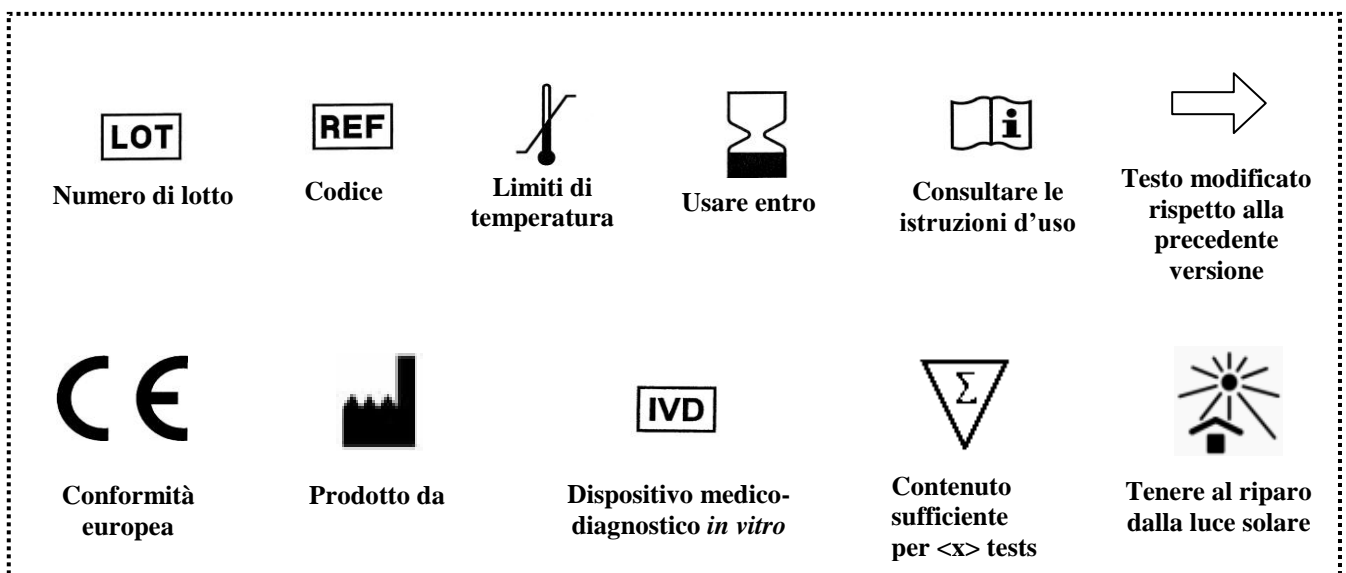 LOT
Numero di lotto
REF
Codice
Limiti di
temperatura
Usare entro
i
Consultare le
istruzioni d’uso
Testo modificato
rispetto alla
precedente
versione
CE
Conformità
europea
Prodotto da
IVD
Dispositivo medico-
diagnostico in vitro
Σ
Contenuto
sufficiente
per <x> tests
Tenere al riparo
dalla luce solare